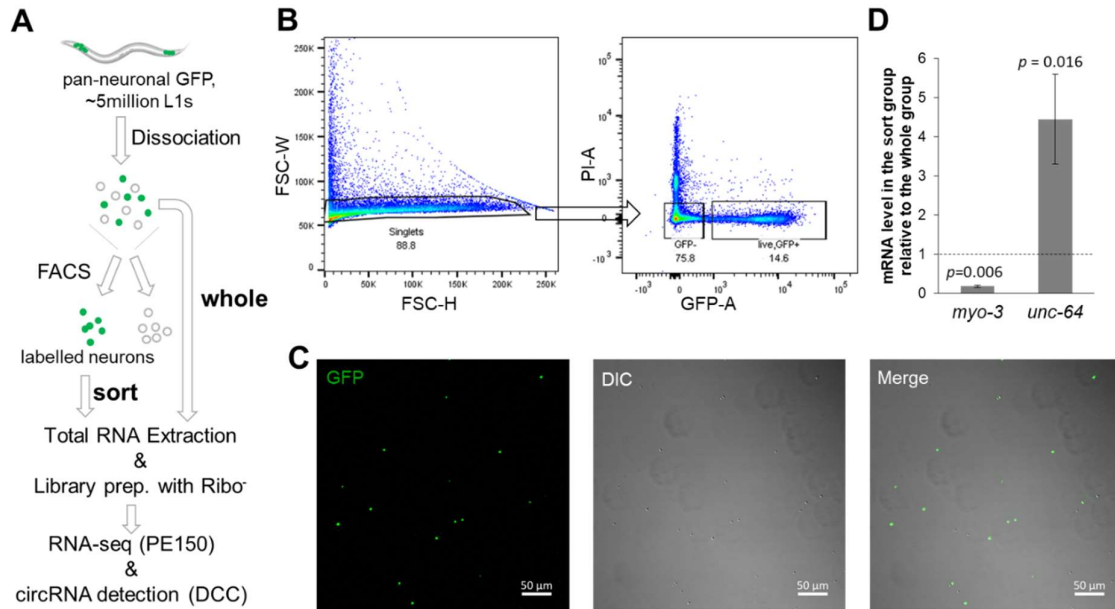 A
pan-neuronal GFP,
~5million L1s
Dissociation
FACS
whole
labelled neurons
sort
Total RNA Extraction
&
Library prep. with Ribo⁻
RNA-seq (PE150)
&
circRNA detection (DCC)
B
FSC-W
250K
200K
150K
100K
50K
0
Singlets
88.8
0 50K 100K 150K 200K 250K
FSC-H
PI-A
10⁵
10⁴
10³
0
-10³
GFP-
75.8
live,GFP+
14.6
-10³ 0 10³ 10⁴ 10⁵
GFP-A
C
GFP
50 µm
DIC
50 µm
Merge
50 µm
D
mRNA level in the sort group
relative to the whole group
6
5
4
3
2
1
0
p = 0.016
p=0.006
myo-3 unc-64